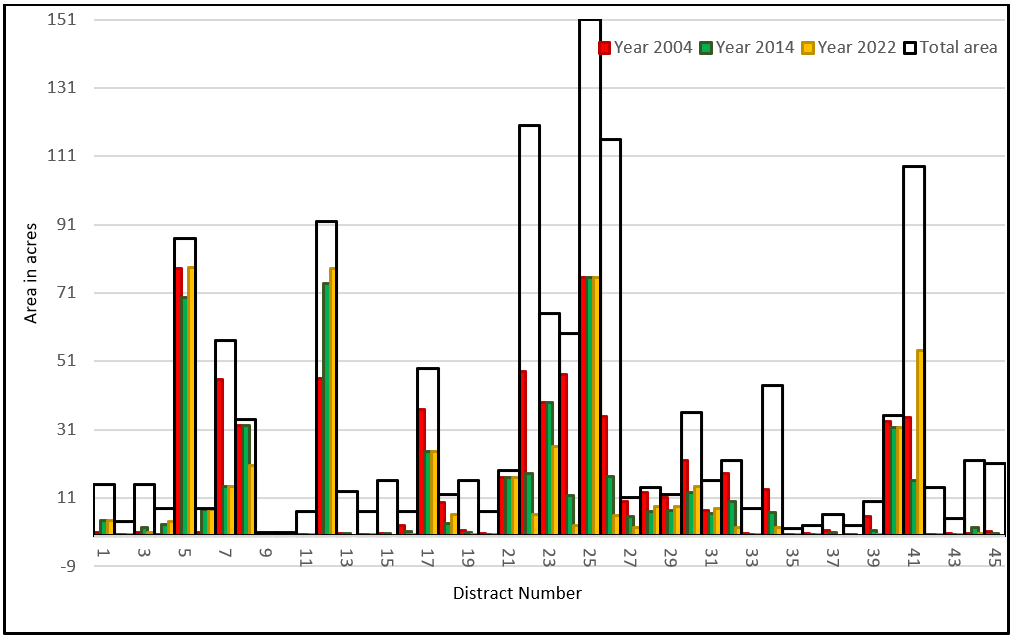 151
Year 2004 Year 2014 Year 2022 Total area
131
111
91
71
51
31
11
-9
Area in acres
1 3 5 7 9 11 13 15 17 19 21 23 25 27 29 31 33 35 37 39 41 43 45
Distract Number